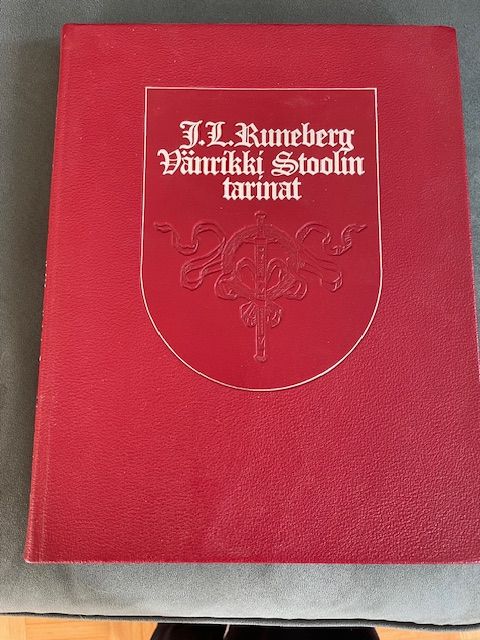 J. L. Runeberg
Vänrikki Stoolin
tarinat